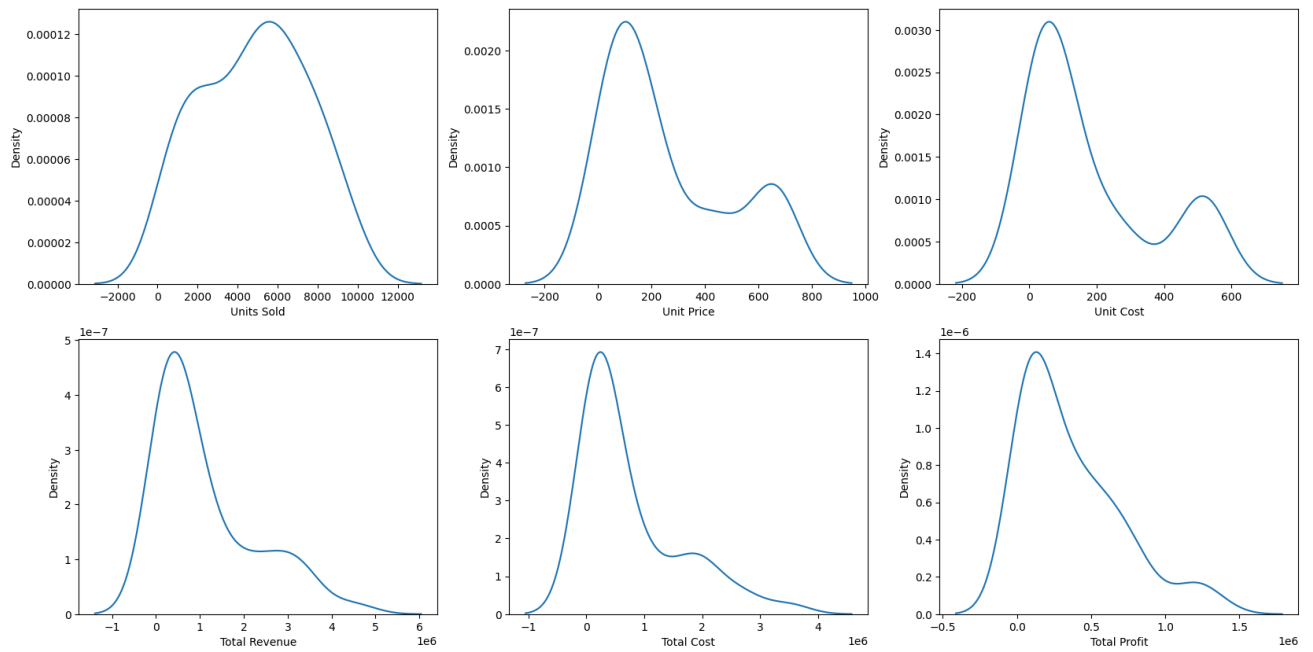 0.00012
0.00010
0.00008
0.00006
0.00004
0.00002
0.00000
Density
-2000 0 2000 4000 6000 8000 10000 12000
Units Sold
0.0020
0.0015
0.0010
0.0005
0.0000
Density
-200 0 200 400 600 800 1000
Unit Price
0.0030
0.0025
0.0020
0.0015
0.0010
0.0005
0.0000
Density
-200 0 200 400 600
Unit Cost
1e-7
5
4
3
2
1
0
Density
-1 0 1 2 3 4 5 6
Total Revenue
1e6
1e-7
7
6
5
4
3
2
1
0
Density
-1 0 1 2 3 4
Total Cost
1e6
1e-6
1.4
1.2
1.0
0.8
0.6
0.4
0.2
0.0
Density
-0.5 0.0 0.5 1.0 1.5
Total Profit
1e6